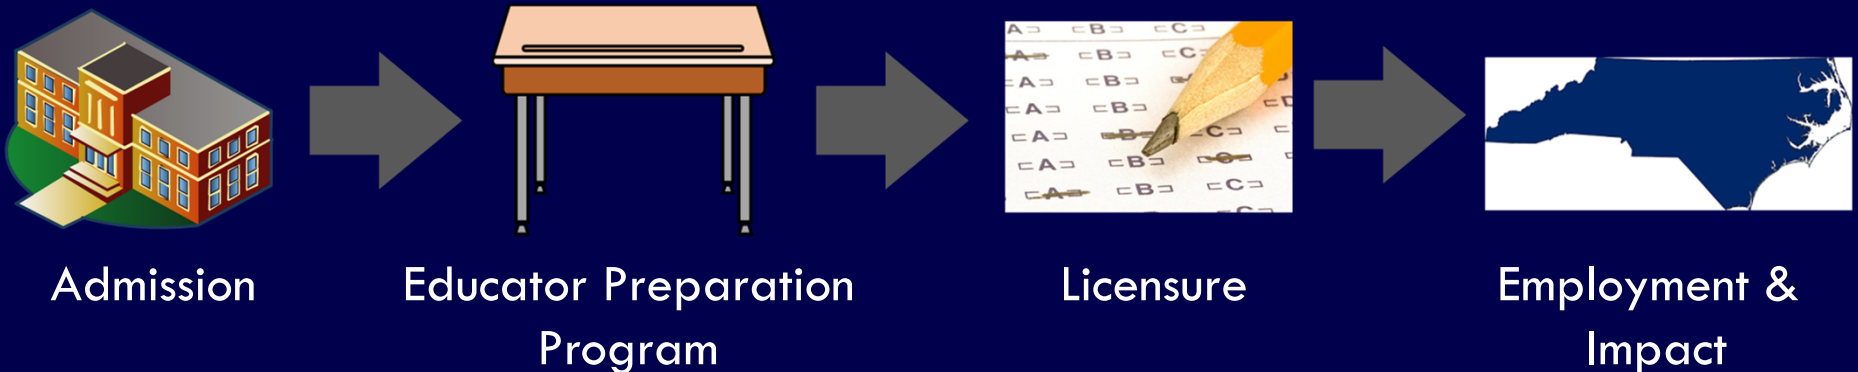 A B C
A B C
A B
A B
A B C
A B C
A B C
C
Admission
Educator Preparation
Program
Licensure
Employment &
Impact